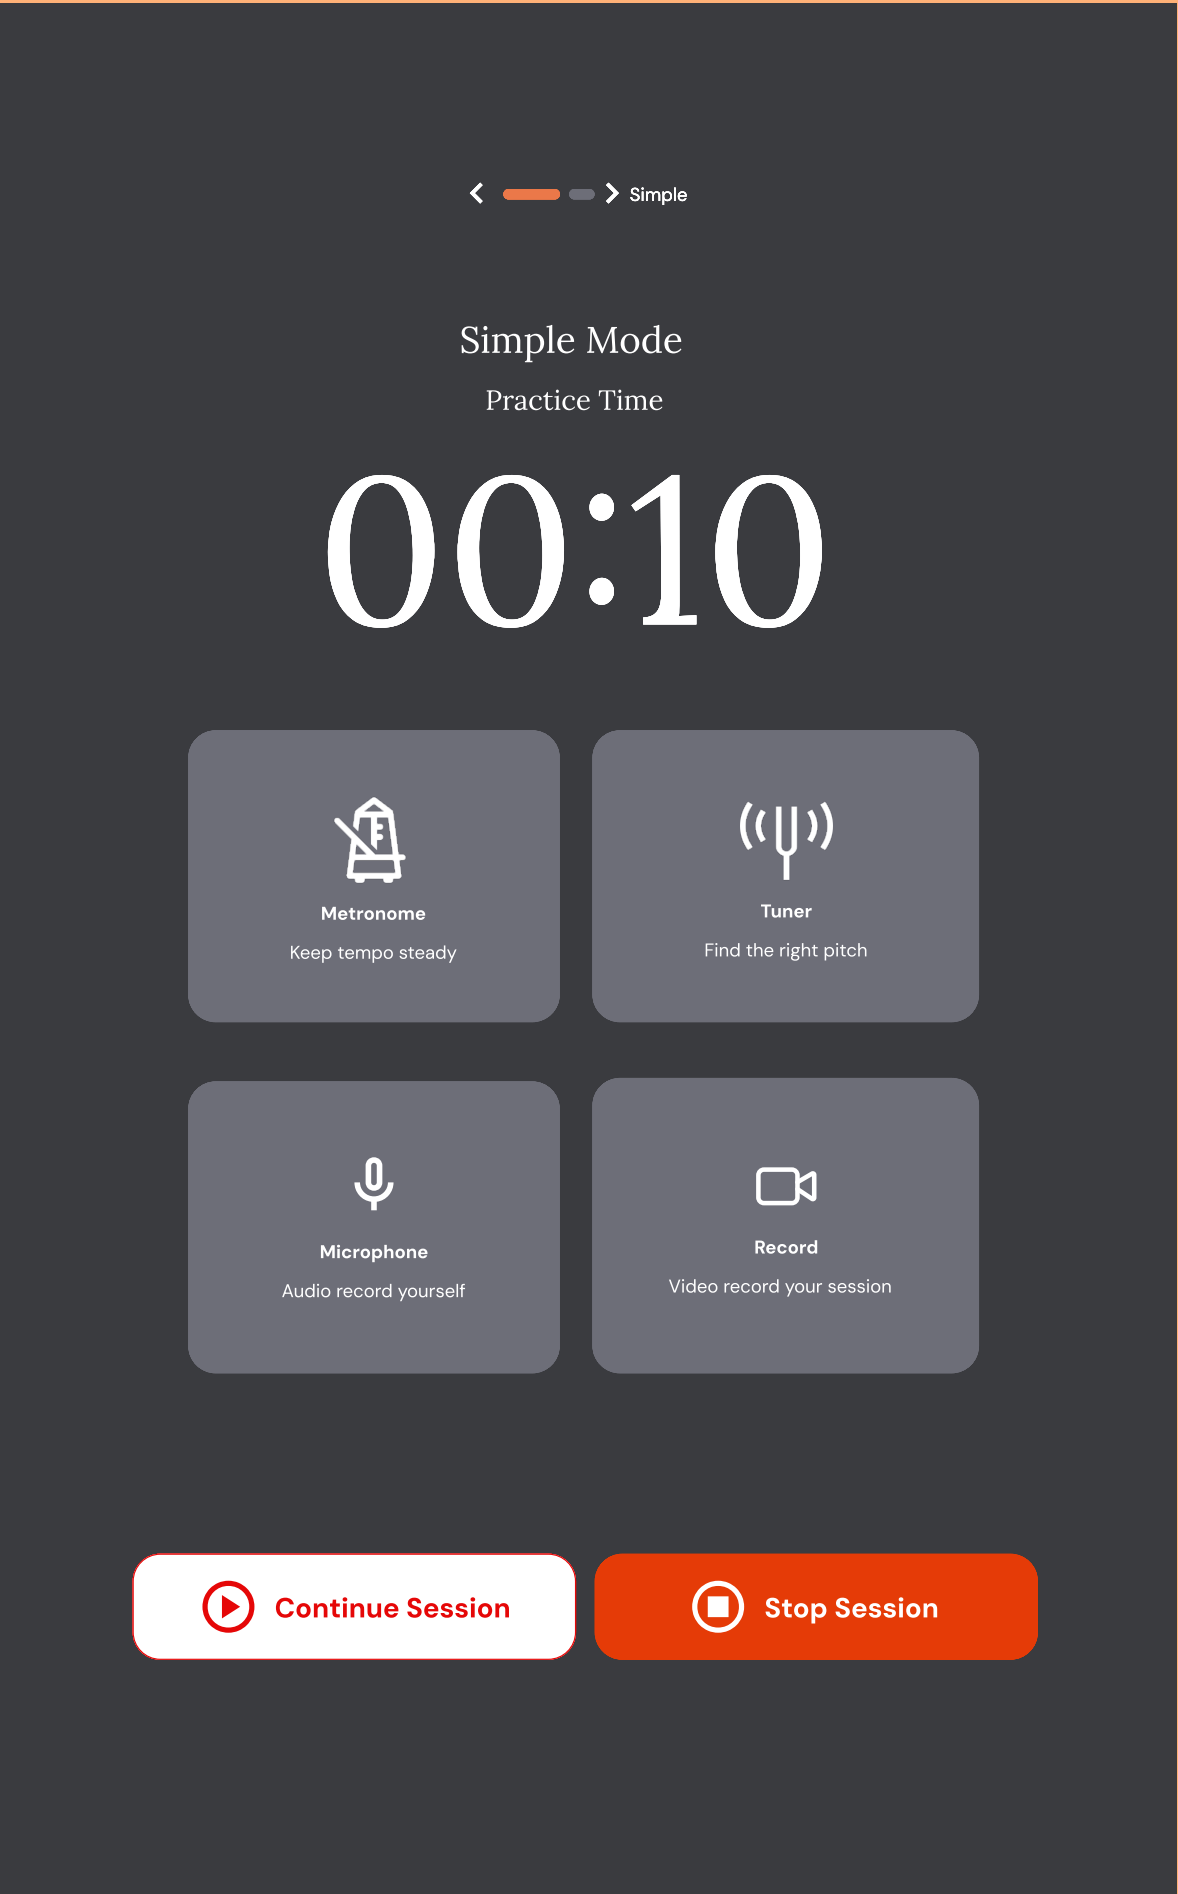 Simple
Simple Mode
Practice Time
00:10
Metronome
Keep tempo steady
Tuner
Find the right pitch
Microphone
Audio record yourself
Record
Video record your session
Continue Session
Stop Session